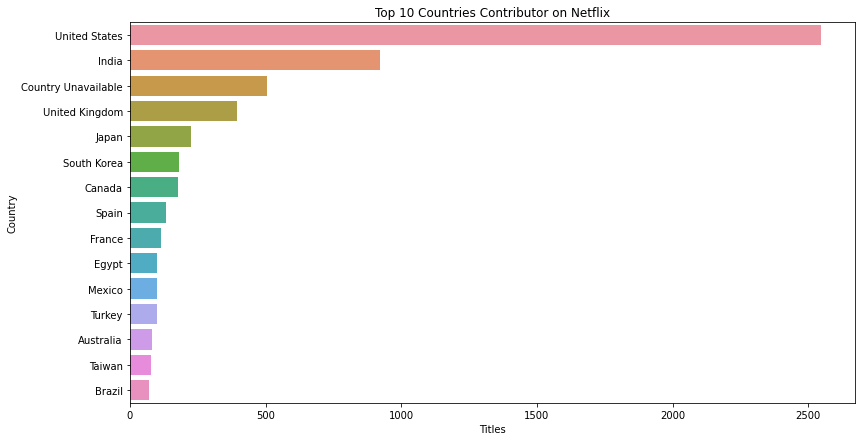 Top 10 Countries Contributor on Netflix
United States
India
Country Unavailable
United Kingdom
Japan
South Korea
Canada
Spain
France
Egypt
Mexico
Turkey
Australia
Taiwan
Brazil
Country
0 500 1000 1500 2000 2500
Titles